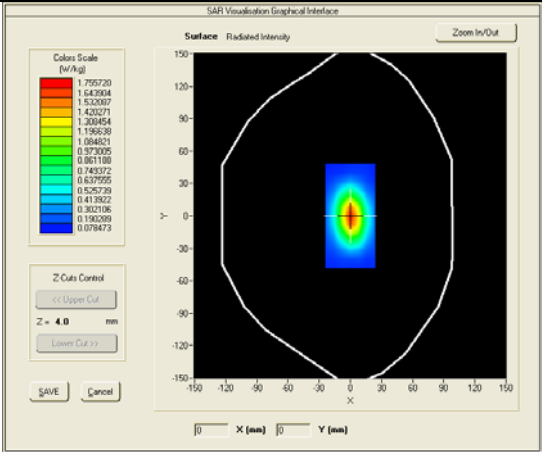 SAR Visualisation Graphical Interface
Surface Radiated Intensity
Zoom In/Out
Colors Scale
(W/kg)
1.755720
1.643904
1.532087
1.420271
1.308454
1.196638
1.084821
0.973005
0.861188
0.749372
0.637555
0.525739
0.413922
0.302106
0.190289
0.078473
150
120
90
60
30
0
-30
-60
-90
-120
-150
Y
-150 -120 -90 -60 -30 0 30 60 90 120 150
X
Z-Cuts Control
<< Upper Cut
Z = 4.0 mm
Lower Cut >>
SAVE Cancel
0 X (mm) 0 Y (mm)